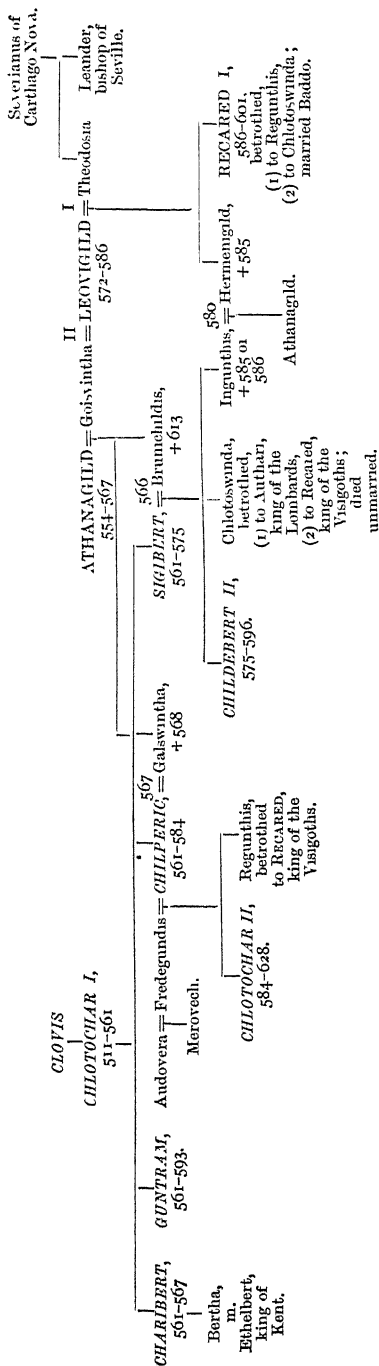 CLOVIS
CHLOTOCHAR I,
511–561
CHARIBERT,
561–567
Bertha,
m.
Ethelbert,
king of
Kent.
GUNTRAM,
561–593.
Audovera = Fredegundis = CHILPERIC, = Galswintha,
567
561–584
+ 568
Merovech.
CHLOTOCHAR II,
584–628.
Regunthis,
betrothed
to RECARED,
king of the
Visigoths.
ATHANAGILD = Goisvintha = LEOVIGILD = Theodosia
II
I
554–567
572–586
SIGIBERT, = Brunichildis,
566
561–575
+ 613
CHILDEBERT II,
575–596.
Chlotoswinda,
betrothed,
(1) to Authari,
king of the
Lombards,
(2) to Recared,
king of the
Visigoths;
died
unmarried.
Ingunthis, = Hermenigild,
580
+ 585 or
586
+ 585
Athanagild.
RECARED I,
586–601.
betrothed,
(1) to Regunthis,
(2) to Chlotoswinda;
married Baddo.
Severianus of
Carthago Nova.
Leander,
bishop of
Seville.